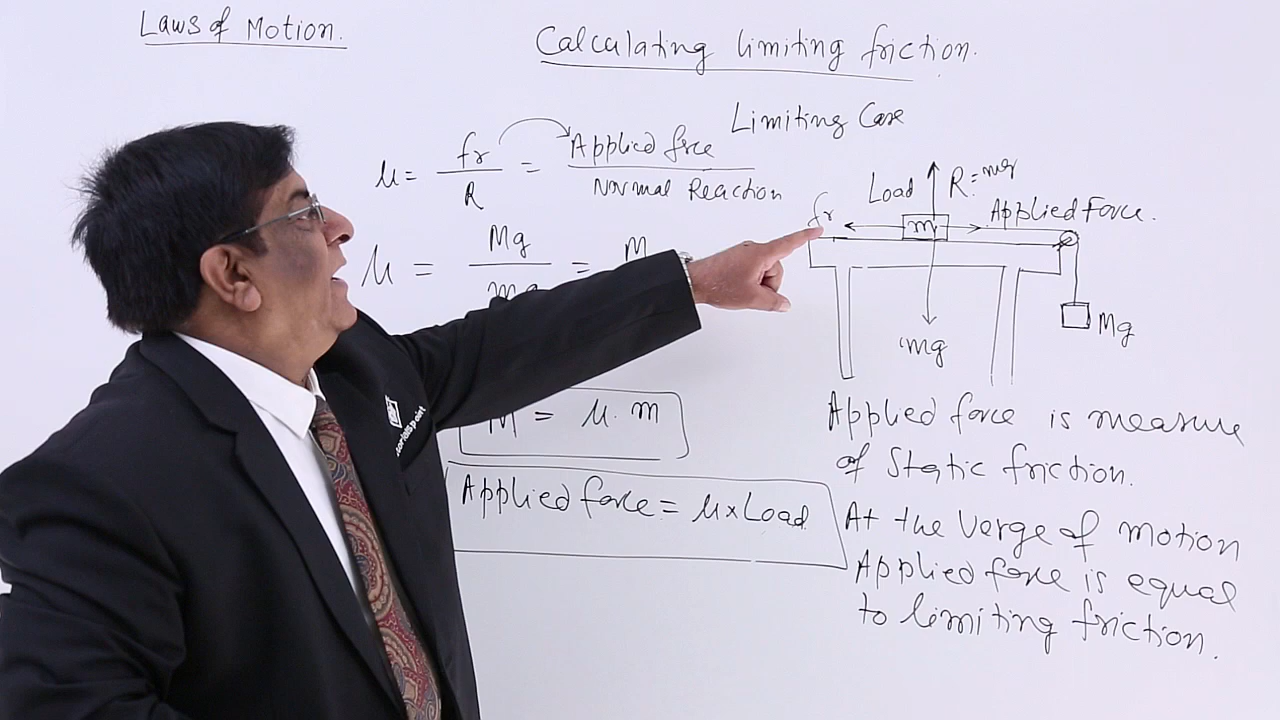 Laws of Motion.
Calculating limiting friction.
Limiting Case
μ = fr / R = Applied force / Normal Reaction
μ = Mg / mg = M
M = μ . m
Applied force = μ × Load
Load
R = mg
fr
m
Applied Force.
Mg
mg
Applied force is measure
of Static friction.
At the verge of motion
Applied force is equal
to limiting friction.